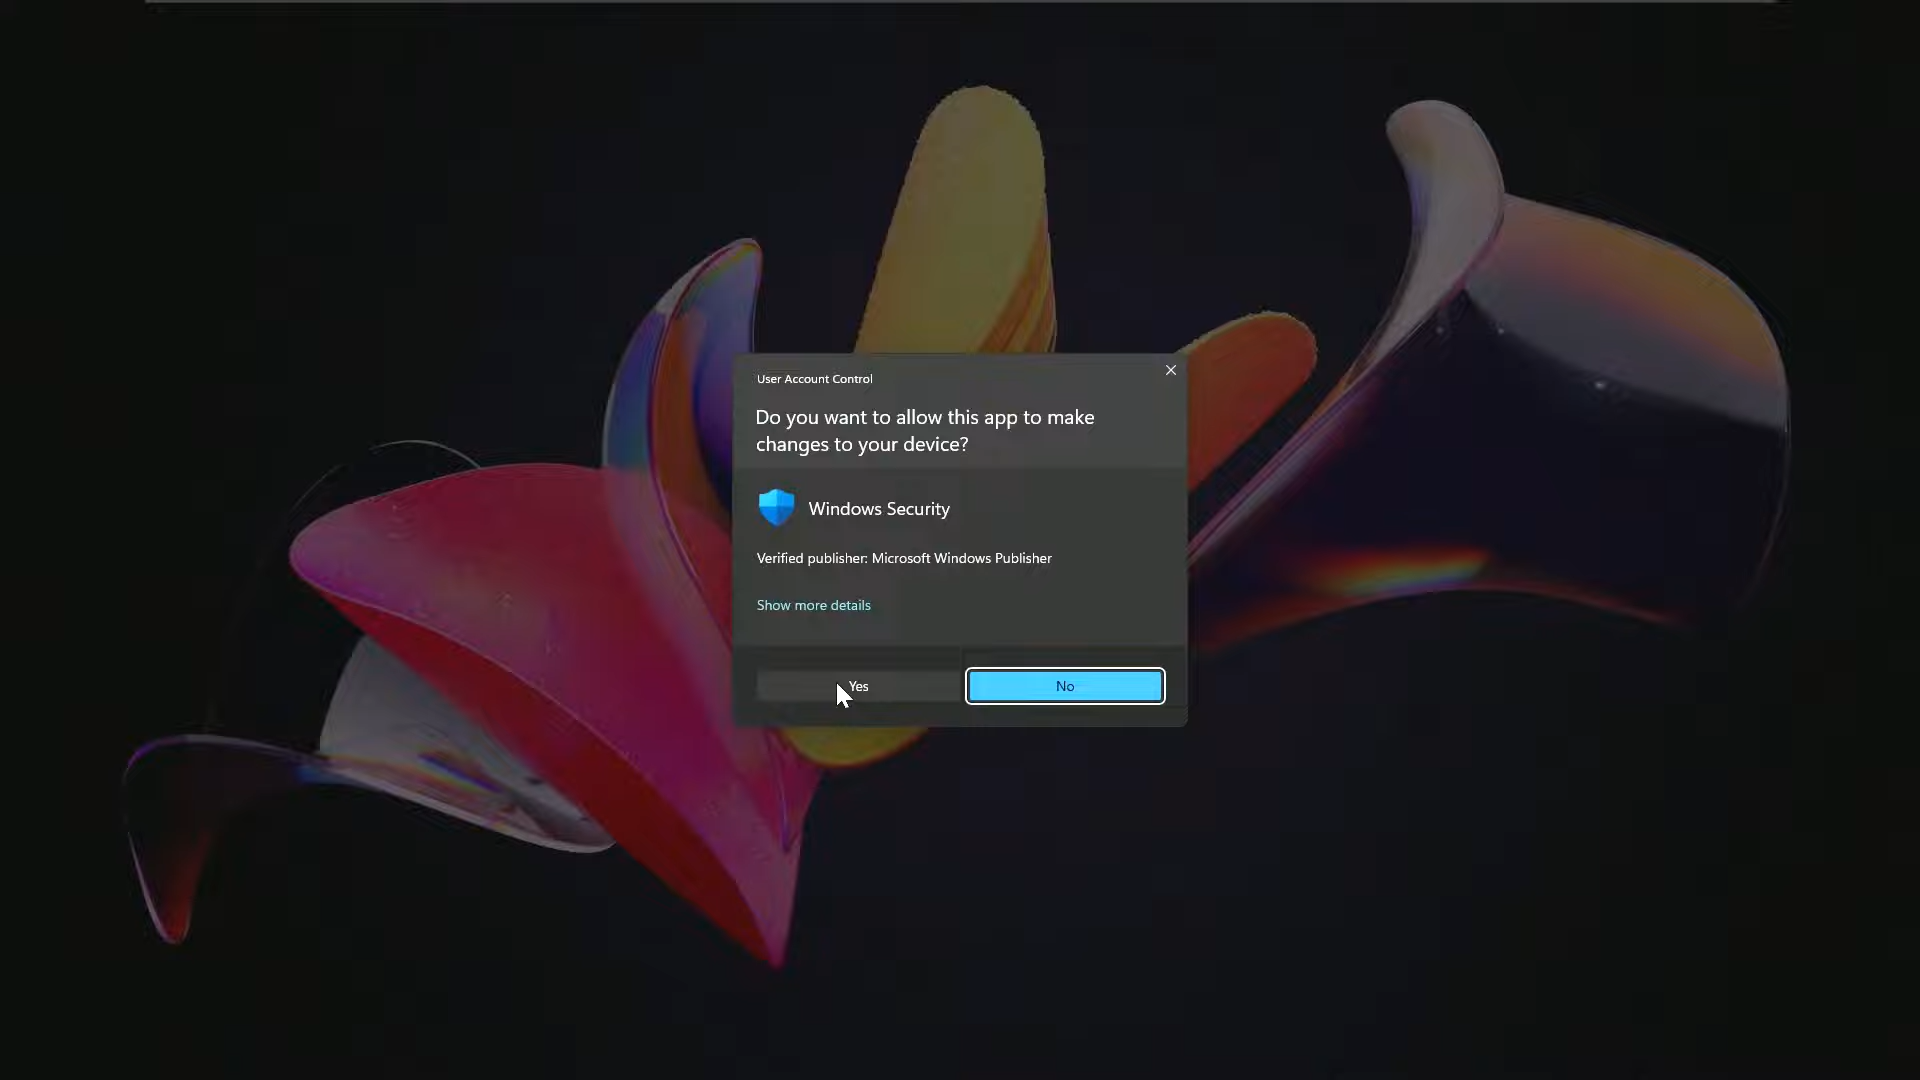 User Account Control
Do you want to allow this app to make
changes to your device?
Windows Security
Verified publisher: Microsoft Windows Publisher
Show more details
Yes
No